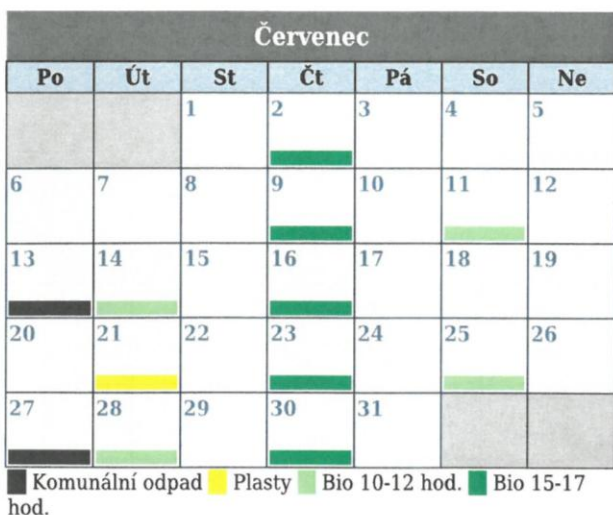 Červenec
Po Út St Čt Pá So Ne
1 2 3 4 5
6 7 8 9 10 11 12
13 14 15 16 17 18 19
20 21 22 23 24 25 26
27 28 29 30 31
Komunální odpad Plasty Bio 10-12 hod. Bio 15-17
hod.